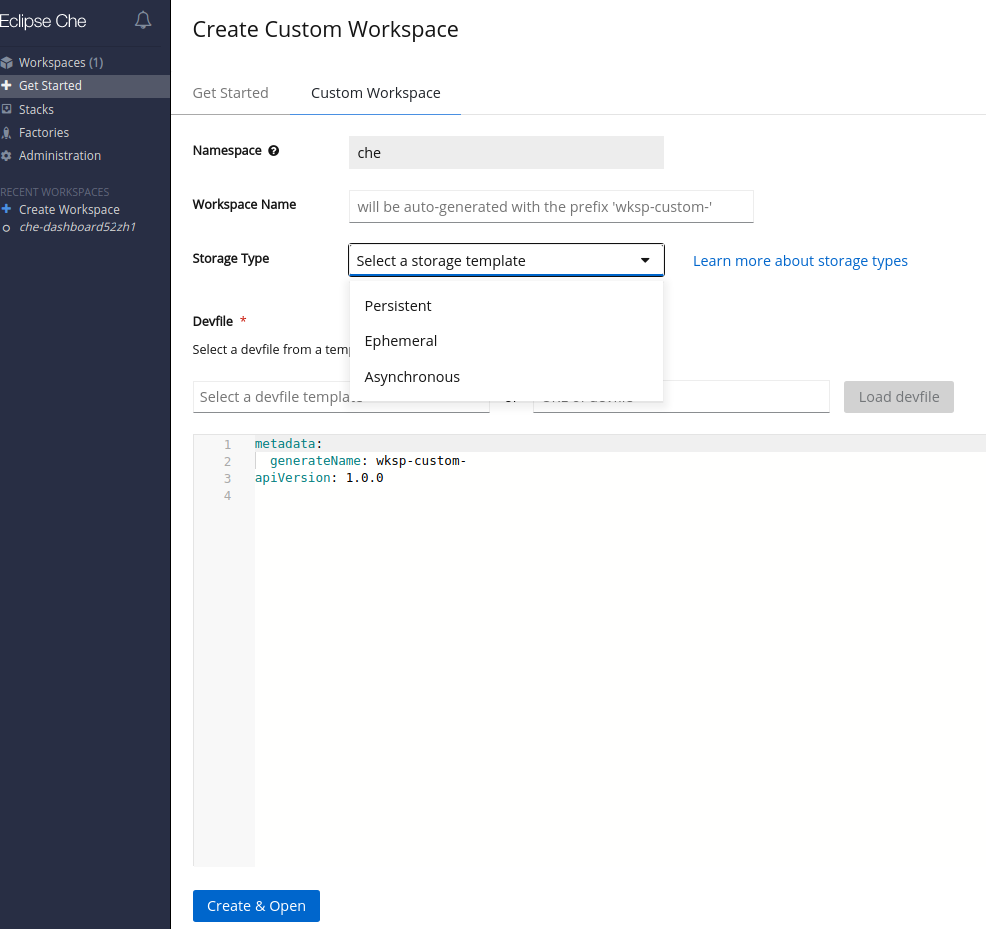 Eclipse Che
Workspaces (1)
Get Started
Stacks
Factories
Administration
RECENT WORKSPACES
Create Workspace
che-dashboard52zh1
Create Custom Workspace
Get Started
Custom Workspace
Namespace
che
Workspace Name
will be auto-generated with the prefix 'wksp-custom-'
Storage Type
Select a storage template
Learn more about storage types
Persistent
Ephemeral
Asynchronous
Devfile *
Select a devfile from a
Select a devfile template
Load devfile
1 metadata:
2 generateName: wksp-custom-
3 apiVersion: 1.0.0
4
Create & Open